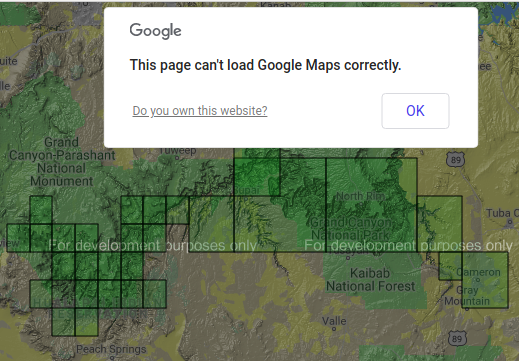 Kanab
Google
This page can't load Google Maps correctly.
Do you own this website?
OK
Tuweep
Grand
Canyon-Parashant
National
Monument
89
Supai
North Rim
Grand Canyon
National Park
Tuba C
For development purposes only
For development purposes only
Kaibab
National Forest
Cameron
Gray
Mountain
Valle
89
Peach Springs